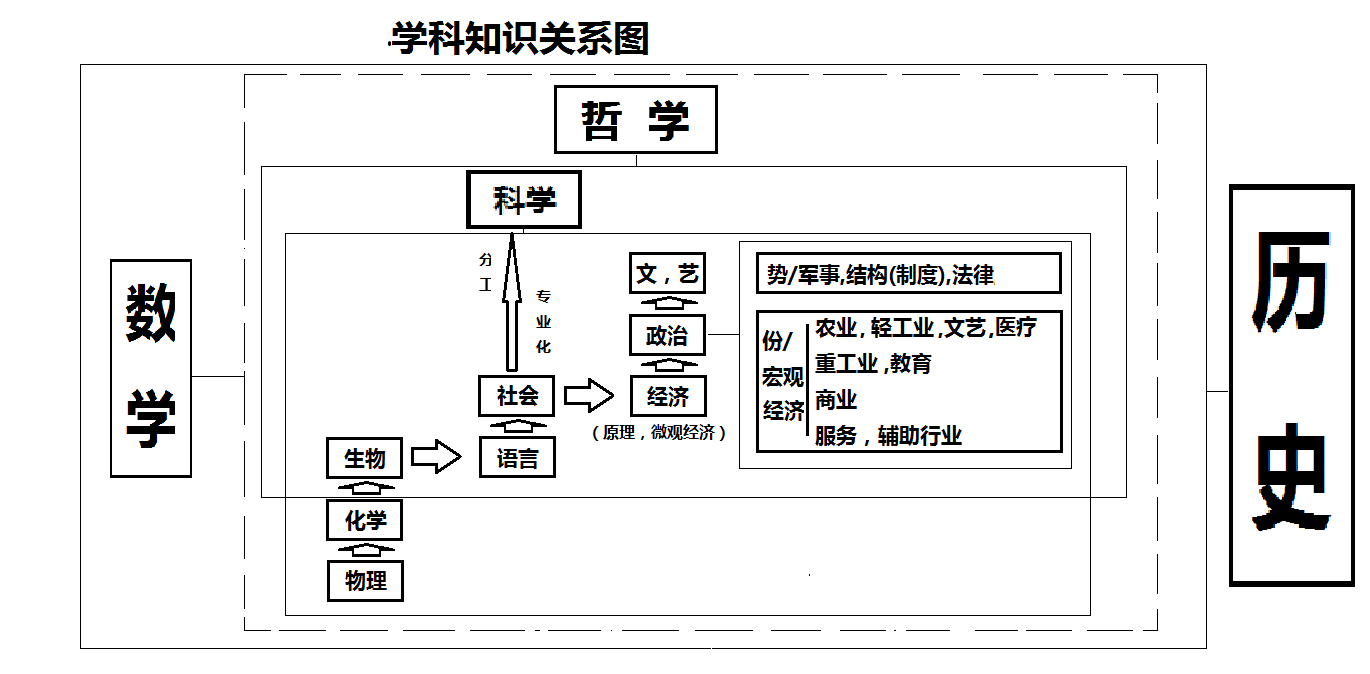 学科知识关系图
哲 学
科学
分工
专业化
文，艺
政治
经济
（原理，微观经济）
势/军事,结构(制度),法律
份/宏观经济
农业，轻工业,文艺,医疗
重工业,教育
商业
服务，辅助行业
社会
语言
生物
化学
物理
数学
历史